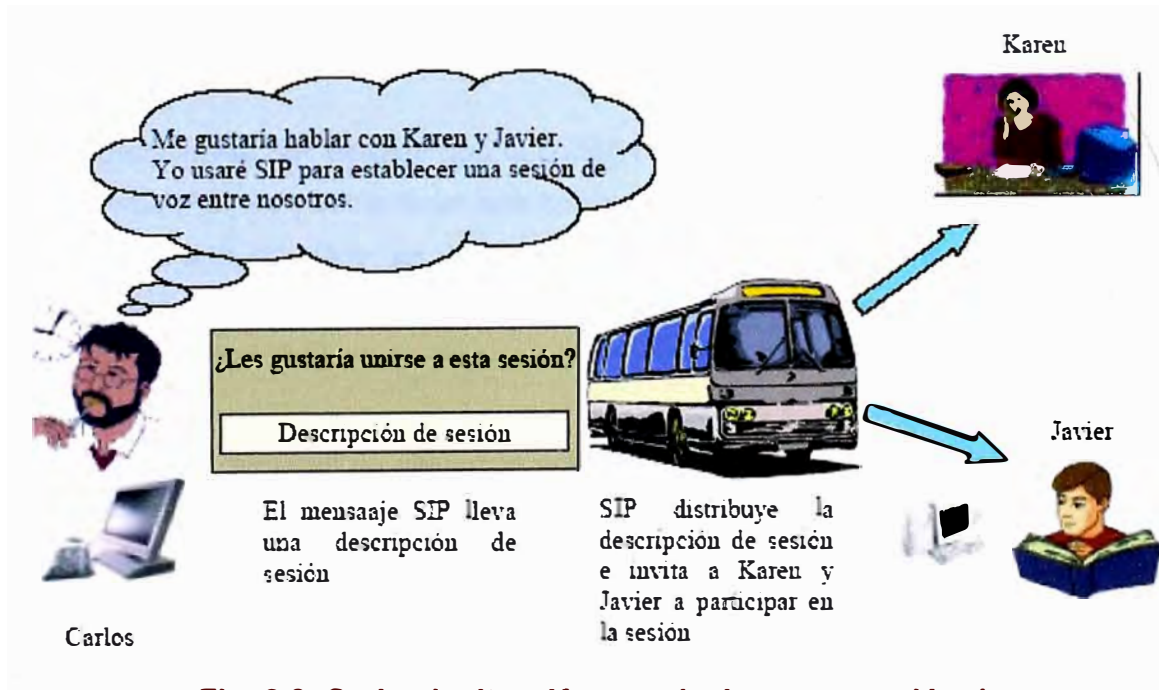 Karen
Me gustaría hablar con Karen y Javier.
Yo usaré SIP para establecer una sesión de
voz entre nosotros.
¿Les gustaría unirse a esta sesión?
Descripción de sesión
Javier
El mensaaje SIP lleva
una descripción de
sesión
SIP distribuye la
descripción de sesión
e invita a Karen y
Javier a participar en
la sesión
Carlos